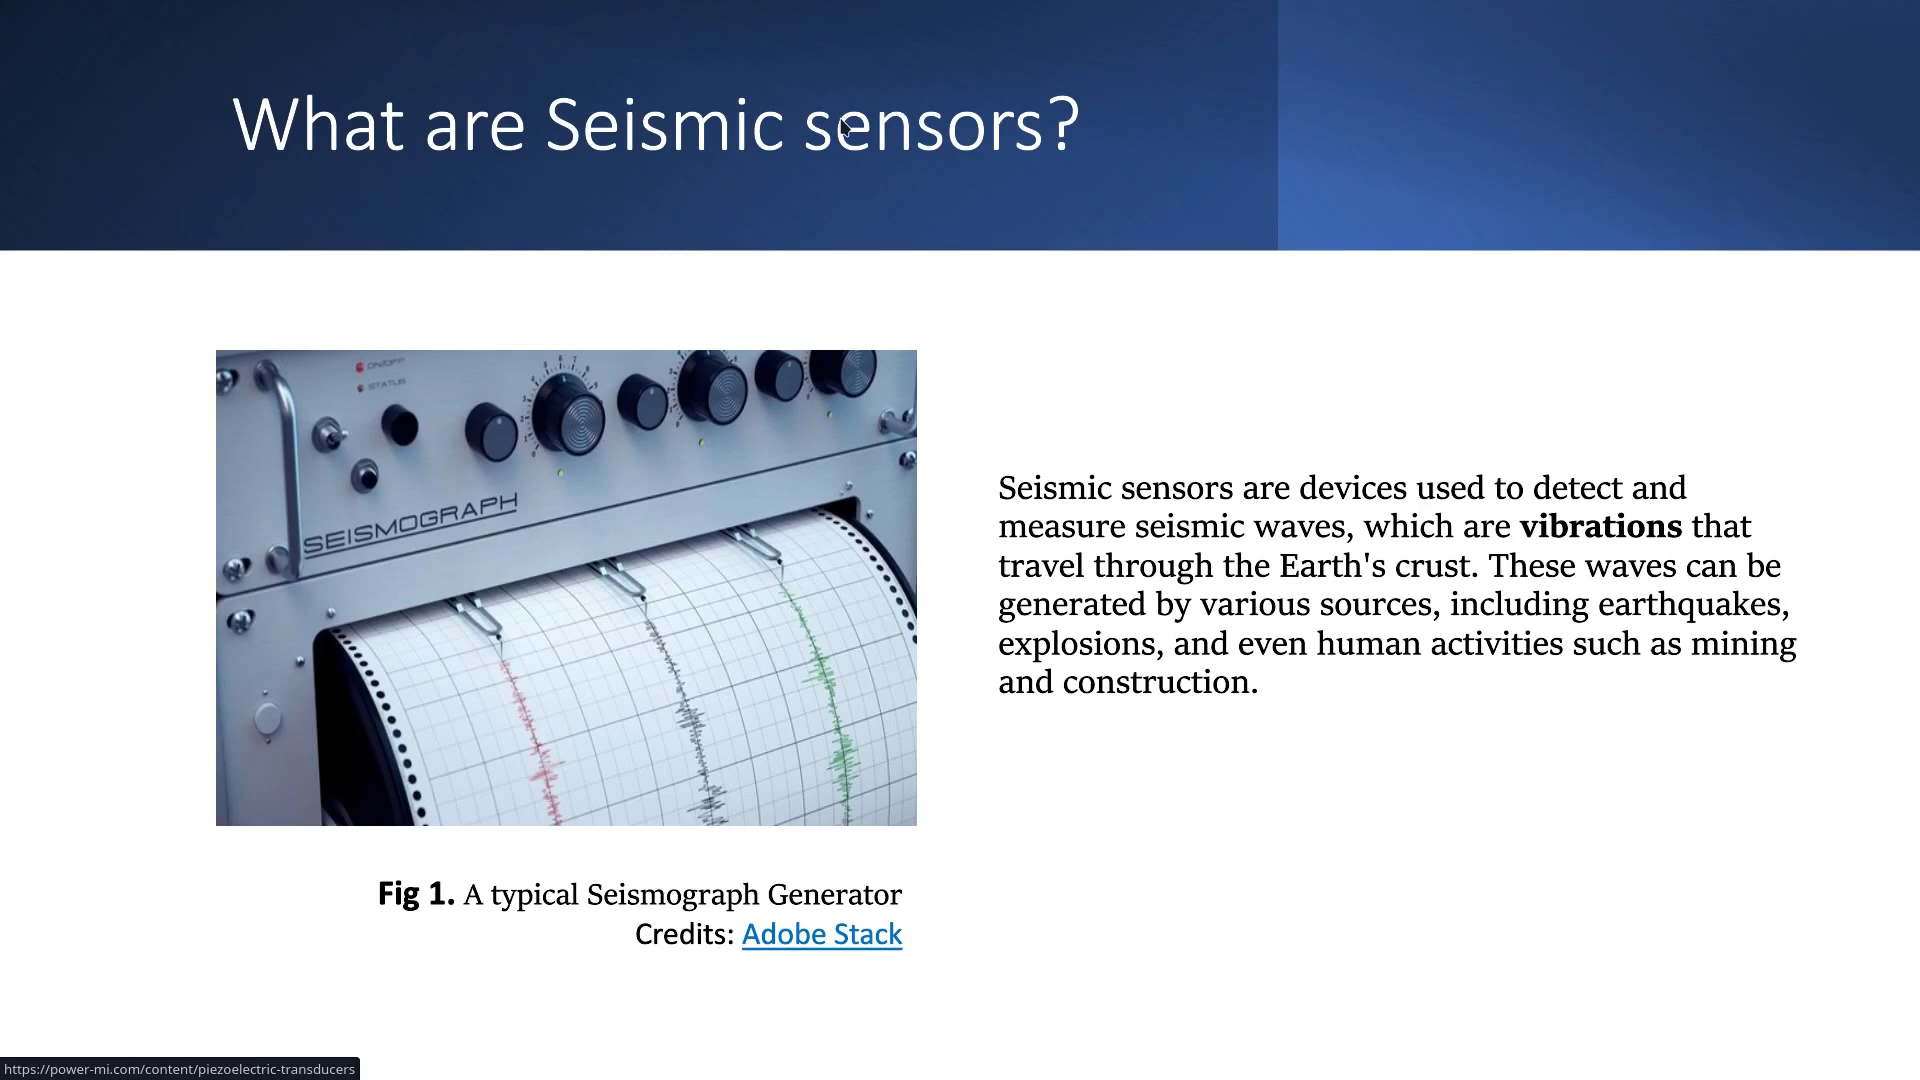 What are Seismic sensors?
ON/OFF
STATUS
SEISMOGRAPH
Seismic sensors are devices used to detect and
measure seismic waves, which are vibrations that
travel through the Earth's crust. These waves can be
generated by various sources, including earthquakes,
explosions, and even human activities such as mining
and construction.
Fig 1. A typical Seismograph Generator
Credits: Adobe Stack
https://power-mi.com/content/piezoelectric-transducers